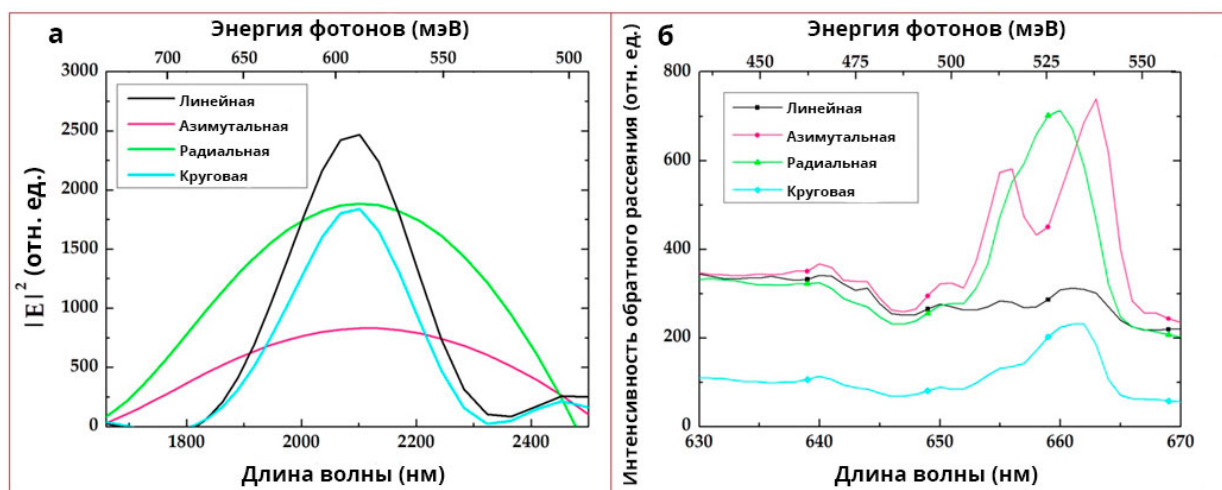 а
Энергия фотонов (мэВ)
700 650 600 550 500
3000
2500
2000
1500
1000
500
0
|E|² (отн. ед.)
Линейная
Азимутальная
Радиальная
Круговая
1800 2000 2200 2400
Длина волны (нм)
б
Энергия фотонов (мэВ)
450 475 500 525 550
800
600
400
200
0
Интенсивность обратного рассеяния (отн. ед.)
Линейная
Азимутальная
Радиальная
Круговая
630 640 650 660 670
Длина волны (нм)